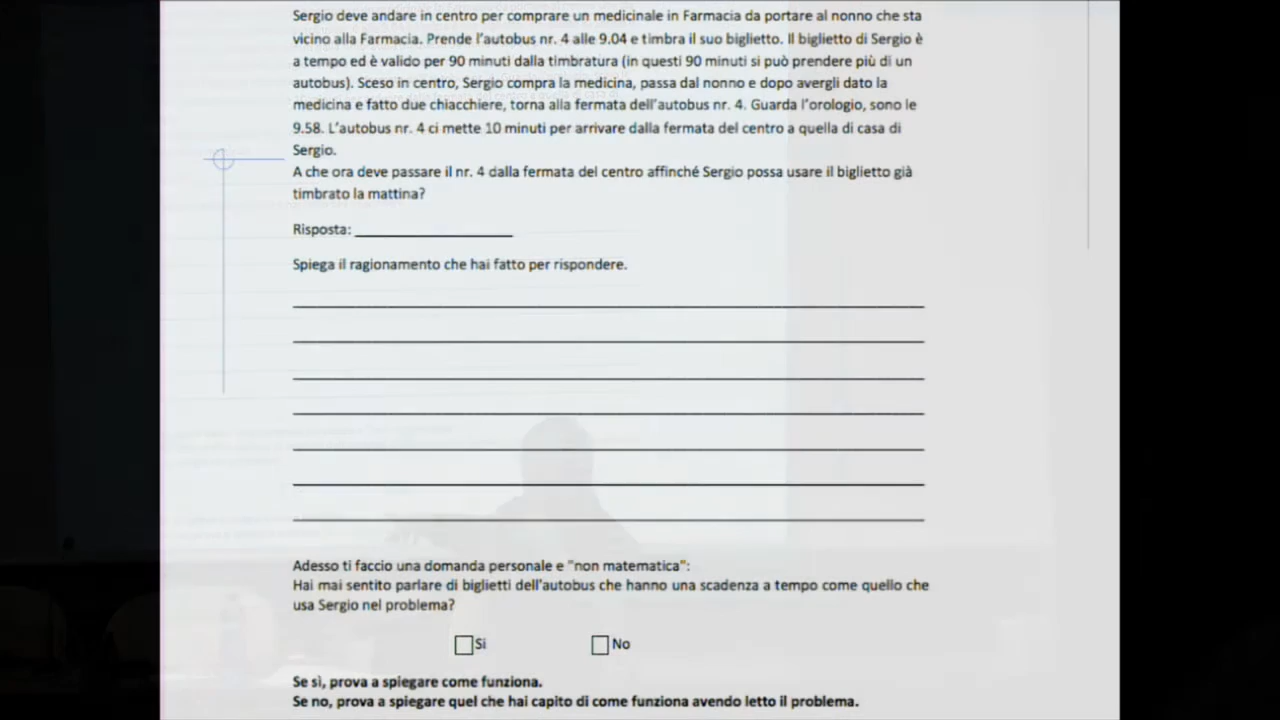 Sergio deve andare in centro per comprare un medicinale in Farmacia da portare al nonno che sta
vicino alla Farmacia. Prende l'autobus nr. 4 alle 9.04 e timbra il suo biglietto. Il biglietto di Sergio è
a tempo ed è valido per 90 minuti dalla timbratura (in questi 90 minuti si può prendere più di un
autobus). Sceso in centro, Sergio compra la medicina, passa dal nonno e dopo avergli dato la
medicina e fatto due chiacchiere, torna alla fermata dell'autobus nr. 4. Guarda l'orologio, sono le
9.58. L'autobus nr. 4 ci mette 10 minuti per arrivare dalla fermata del centro a quella di casa di
Sergio.
A che ora deve passare il nr. 4 dalla fermata del centro affinché Sergio possa usare il biglietto già
timbrato la mattina?
Risposta: ____________________
Spiega il ragionamento che hai fatto per rispondere.
Adesso ti faccio una domanda personale e "non matematica":
Hai mai sentito parlare di biglietti dell'autobus che hanno una scadenza a tempo come quello che
usa Sergio nel problema?
Si No
Se sì, prova a spiegare come funziona.
Se no, prova a spiegare quel che hai capito di come funziona avendo letto il problema.